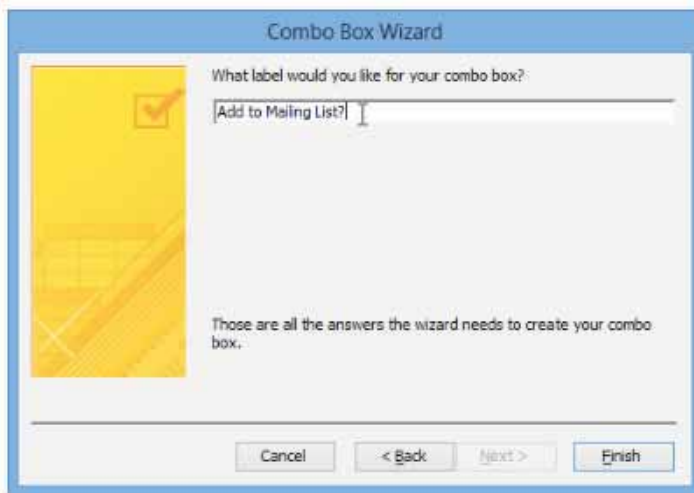 Combo Box Wizard
What label would you like for your combo box?
Add to Mailing List?
Those are all the answers the wizard needs to create your combo
box.
Cancel
< Back
Next >
Finish